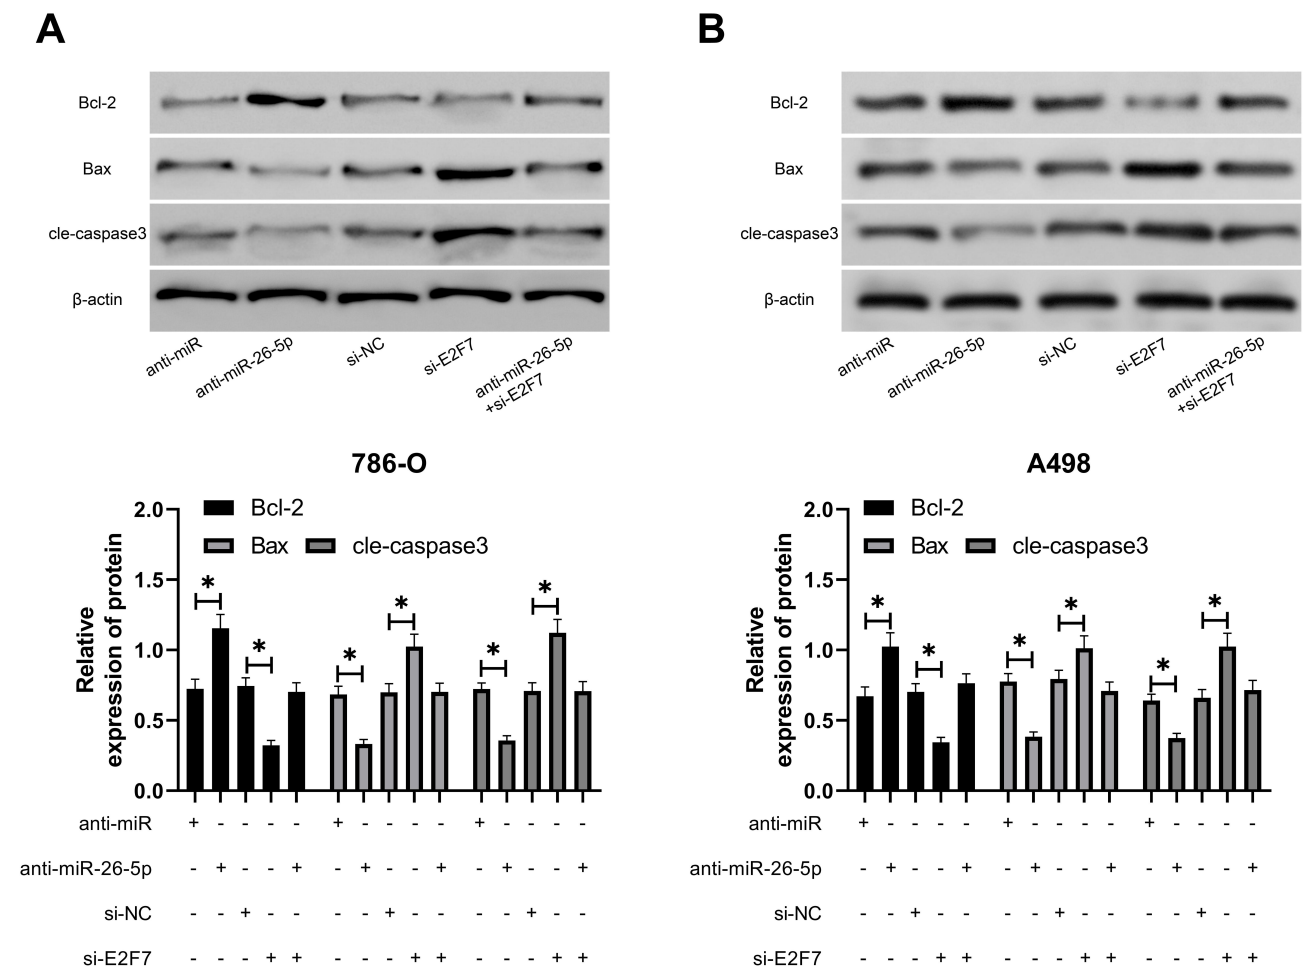 A
B
Bcl-2
Bax
cle-caspase3
β-actin
anti-miR
anti-miR-26-5p
si-NC
si-E2F7
anti-miR-26-5p
+si-E2F7
Bcl-2
Bax
cle-caspase3
β-actin
anti-miR
anti-miR-26-5p
si-NC
si-E2F7
anti-miR-26-5p
+si-E2F7
786-O
Relative
expression of protein
2.0
1.5
1.0
0.5
0.0
Bcl-2
Bax cle-caspase3
* * * * * *
anti-miR + - - - - + - - - - + - - - -
anti-miR-26-5p - + - - + - + - - + - + - - +
si-NC - - + - - - - + - - - - + - -
si-E2F7 - - - + + - - - + + - - - + +
A498
Relative
expression of protein
2.0
1.5
1.0
0.5
0.0
Bcl-2
Bax cle-caspase3
* * * * * *
anti-miR + - - - - + - - - - + - - - -
anti-miR-26-5p - + - - + - + - - + - + - - +
si-NC - - + - - - - + - - - - + - -
si-E2F7 - - - + + - - - + + - - - + +